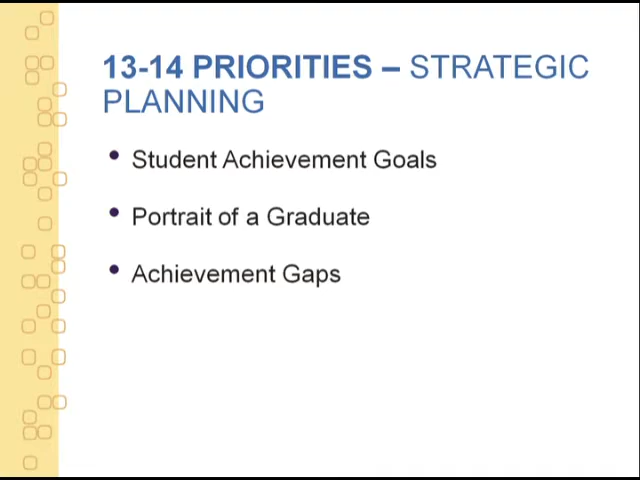 13-14 PRIORITIES – STRATEGIC
PLANNING
• Student Achievement Goals
• Portrait of a Graduate
• Achievement Gaps